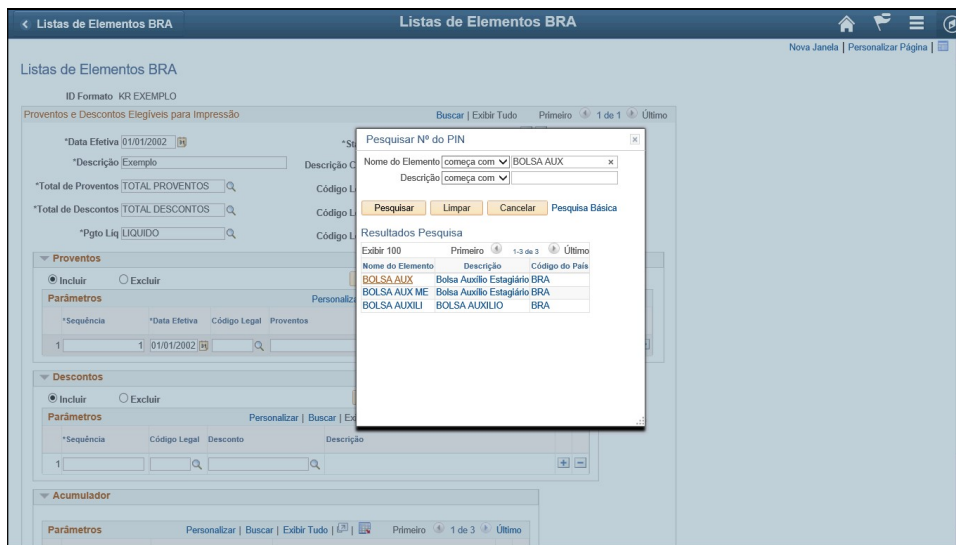 Listas de Elementos BRA
Listas de Elementos BRA
Nova Janela | Personalizar Página |
Listas de Elementos BRA
ID Formato KR EXEMPLO
Proventos e Descontos Elegíveis para Impressão Buscar | Exibir Tudo Primeiro 1 de 1 Último
*Data Efetiva 01/01/2002
*Descrição Exemplo
*Total de Proventos TOTAL PROVENTOS
*Total de Descontos TOTAL DESCONTOS
*Pgto Liq LIQUIDO
Proventos
Incluir Excluir
Parâmetros
*Sequência *Data Efetiva Código Legal Proventos
1 1 01/01/2002
Descontos
Incluir Excluir
Parâmetros Personalizar | Buscar |
*Sequência Código Legal Desconto Descrição
1
Acumulador
Parâmetros Personalizar | Buscar | Exibir Tudo | | Primeiro 1 de 3 Último
Pesquisar Nº do PIN
Nome do Elemento começa com BOLSA AUX
Descrição começa com
Pesquisar Limpar Cancelar Pesquisa Básica
Resultados Pesquisa
Exibir 100 Primeiro 1-3 de 3 Último
Nome do Elemento Descrição Código do País
BOLSA AUX Bolsa Auxílio Estagiário BRA
BOLSA AUX ME Bolsa Auxílio Estagiário BRA
BOLSA AUXILI BOLSA AUXILIO BRA